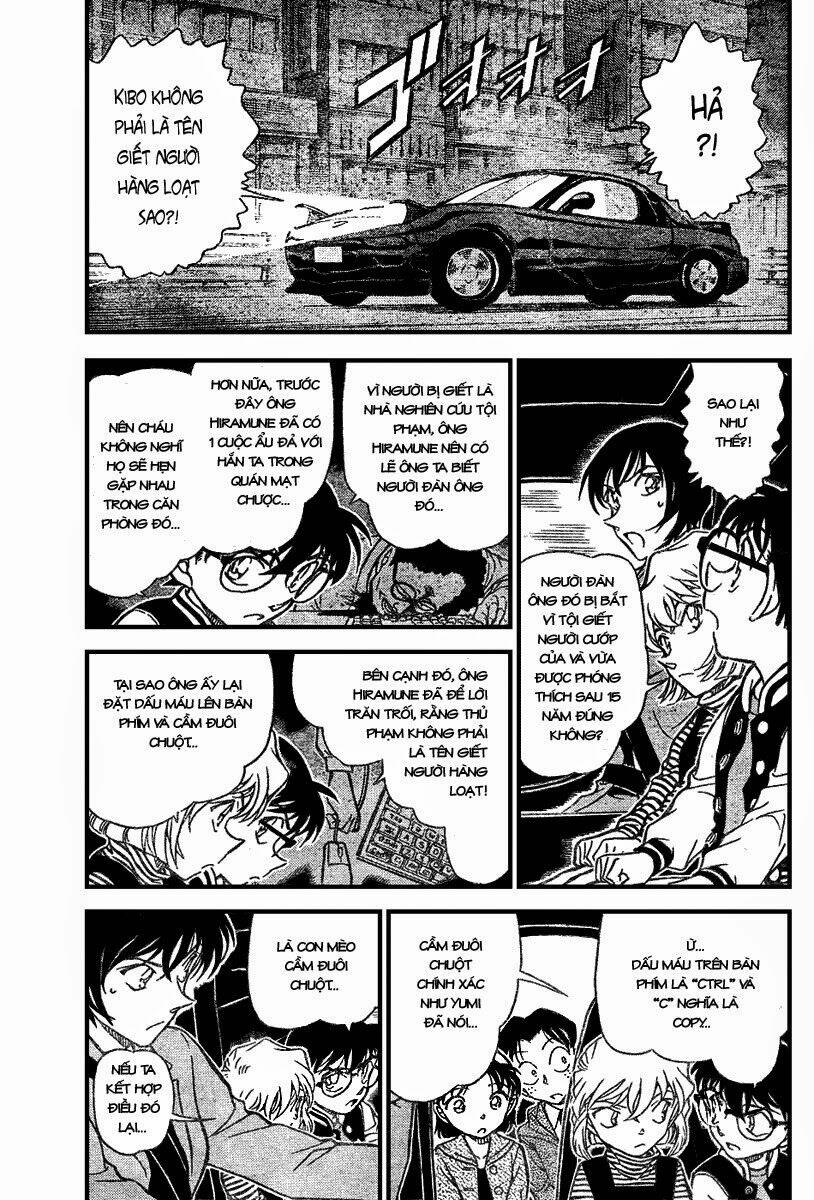 HẢ
?!
ゴォォォ
KIBO KHÔNG
PHẢI LÀ TÊN
GIẾT NGƯỜI
HÀNG LOẠT
SAO?!
SAO LẠI
NHƯ
THẾ?!
NGƯỜI ĐÀN
ÔNG ĐÓ BỊ BẮT
VÌ TỘI GIẾT
NGƯỜI CƯỚP
CỦA VÀ VỪA
ĐƯỢC PHÓNG
THÍCH SAU 15
NĂM ĐÚNG
KHÔNG?
VÌ NGƯỜI BỊ GIẾT LÀ
NHÀ NGHIÊN CỨU TỘI
PHẠM, ÔNG
HIRAMUNE NÊN CÓ
LẼ ÔNG TA BIẾT
NGƯỜI ĐÀN ÔNG
ĐÓ...
HƠN NỮA, TRƯỚC
ĐÂY ÔNG
HIRAMUNE ĐÃ CÓ
1 CUỘC ẨU ĐẢ VỚI
HẮN TA TRONG
QUÁN MẠT
CHƯỢC...
NÊN CHÁU
KHÔNG NGHĨ
HỌ SẼ HẸN
GẶP NHAU
TRONG CĂN
PHÒNG ĐÓ...
BÊN CẠNH ĐÓ, ÔNG
HIRAMUNE ĐÃ ĐỂ LỜI
TRĂN TRỐI, RẰNG THỦ
PHẠM KHÔNG PHẢI
LÀ TÊN GIẾT
NGƯỜI HÀNG
LOẠT!
TẠI SAO ÔNG ẤY LẠI
ĐẶT DẤU MÁU LÊN BÀN
PHÍM VÀ CẦM ĐUÔI
CHUỘT...
Ừ...
DẤU MÁU TRÊN BÀN
PHÍM LÀ "CTRL" VÀ
"C" NGHĨA LÀ
COPY...
CẦM ĐUÔI
CHUỘT
CHÍNH XÁC
NHƯ YUMI
ĐÃ NÓI...
LÀ CON MÈO
CẦM ĐUÔI
CHUỘT...
NẾU TA
KẾT HỢP
ĐIỀU ĐÓ
LẠI...